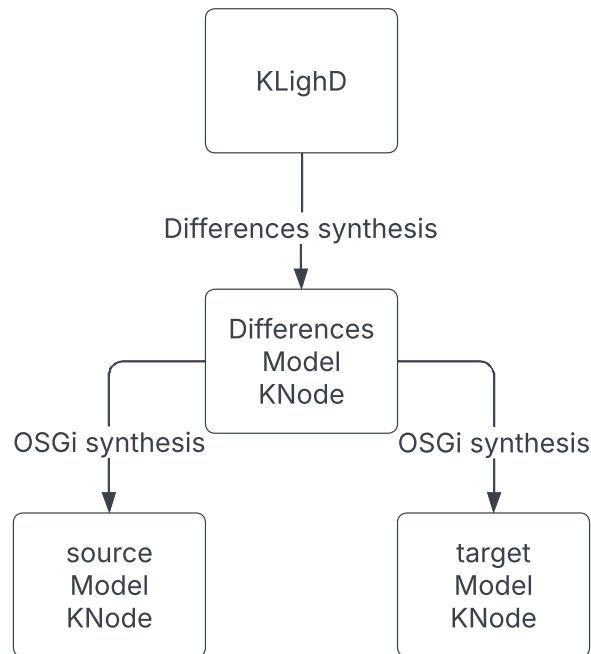 KLighD
Differences synthesis
Differences
Model
KNode
OSGi synthesis
OSGi synthesis
source
Model
KNode
target
Model
KNode